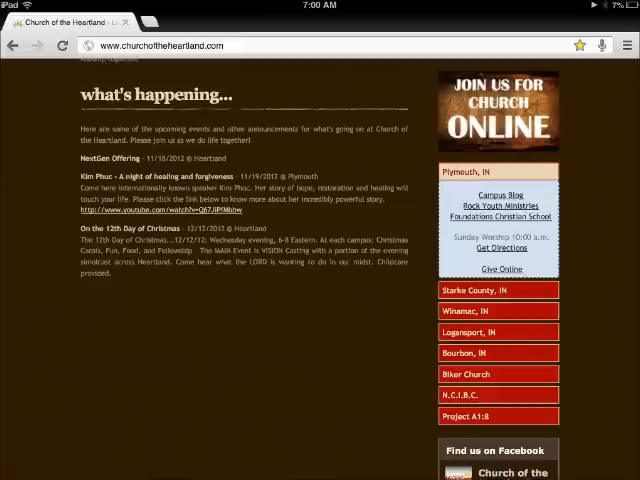 iPad
7:00 AM
7%
Church of the Heartland - L
www.churchoftheheartland.com
what's happening...
Here are some of the upcoming events and other announcements for what's going on at Church of
the Heartland! Please join us as we do life together!
NextGen Offering - 11/18/2012 @ Heartland
Kim Phuc - A night of healing and forgiveness - 11/19/2012 @ Plymouth
Come hear internationally known speaker Kim Phuc. Her story of hope, restoration and healing will
touch your life. Please click the link below to know more about her incredibly powerful story.
On the 12th Day of Christmas - 12/12/2012 @ Heartland
The 12th Day of Christmas...12/12/12: Wednesday evening, 6-8 Eastern. At each campus: Christmas
Carols, Fun, Food, and Fellowship The MAIN Event is VISION Casting with a portion of the evening
simulcast across Heartland. Come hear what the LORD is wanting to do in our midst. Childcare
provided.
JOIN US FOR
CHURCH
ONLINE
Plymouth, IN
Campus Blog
Rock Youth Ministries
Foundations Christian School
Sunday Worship 10:00 a.m.
Get Directions
Give Online
Starke County, IN
Winamac, IN
Logansport, IN
Bourbon, IN
Biker Church
N.C.I.B.C.
Project A1:8
Find us on Facebook
Church of the